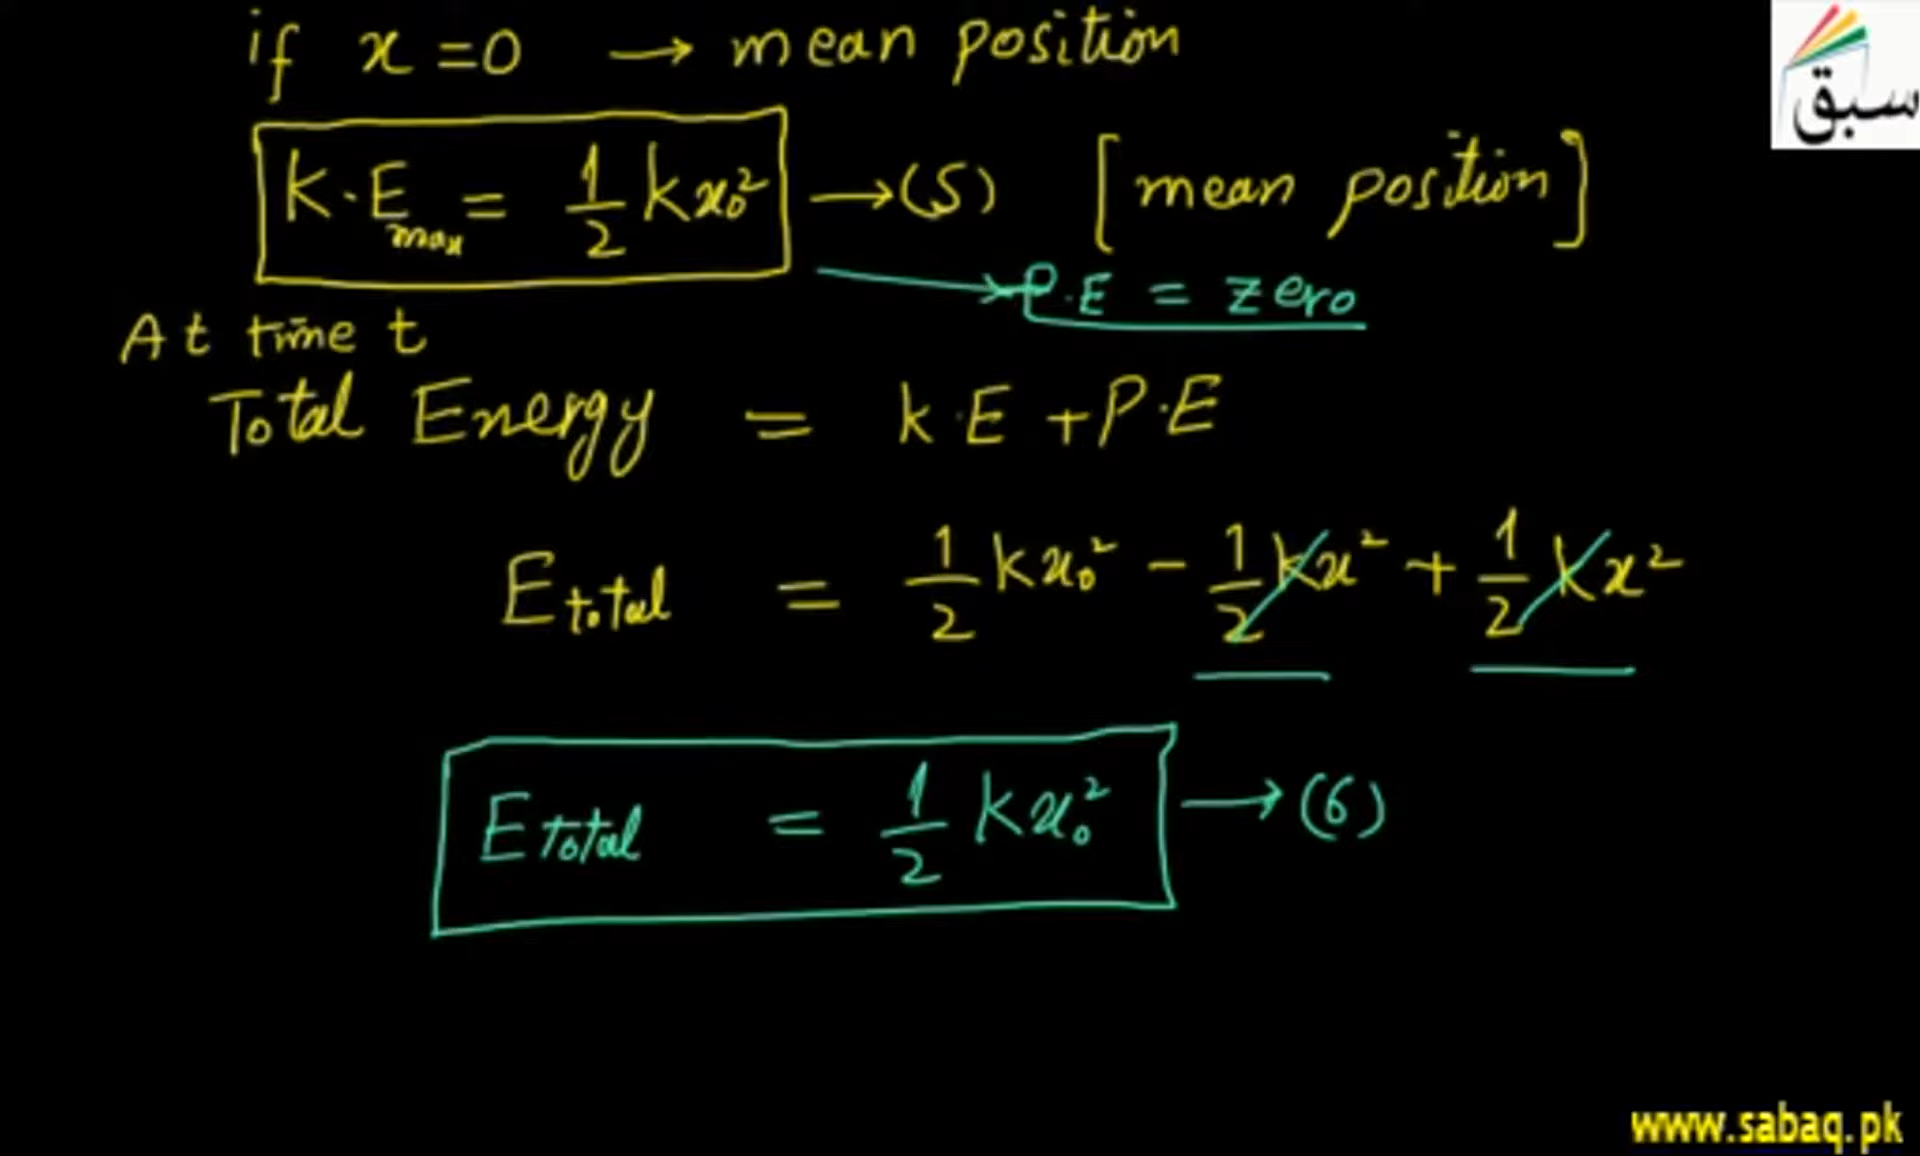 if x = 0 → mean position
سبق
K.E max = 1/2 kx₀² → (5) [mean position]
→ P.E = zero
At time t
Total Energy = K.E + P.E
E total = 1/2 kx₀² - 1/2 kx² + 1/2 kx²
E total = 1/2 kx₀² → (6)
www.sabaq.pk